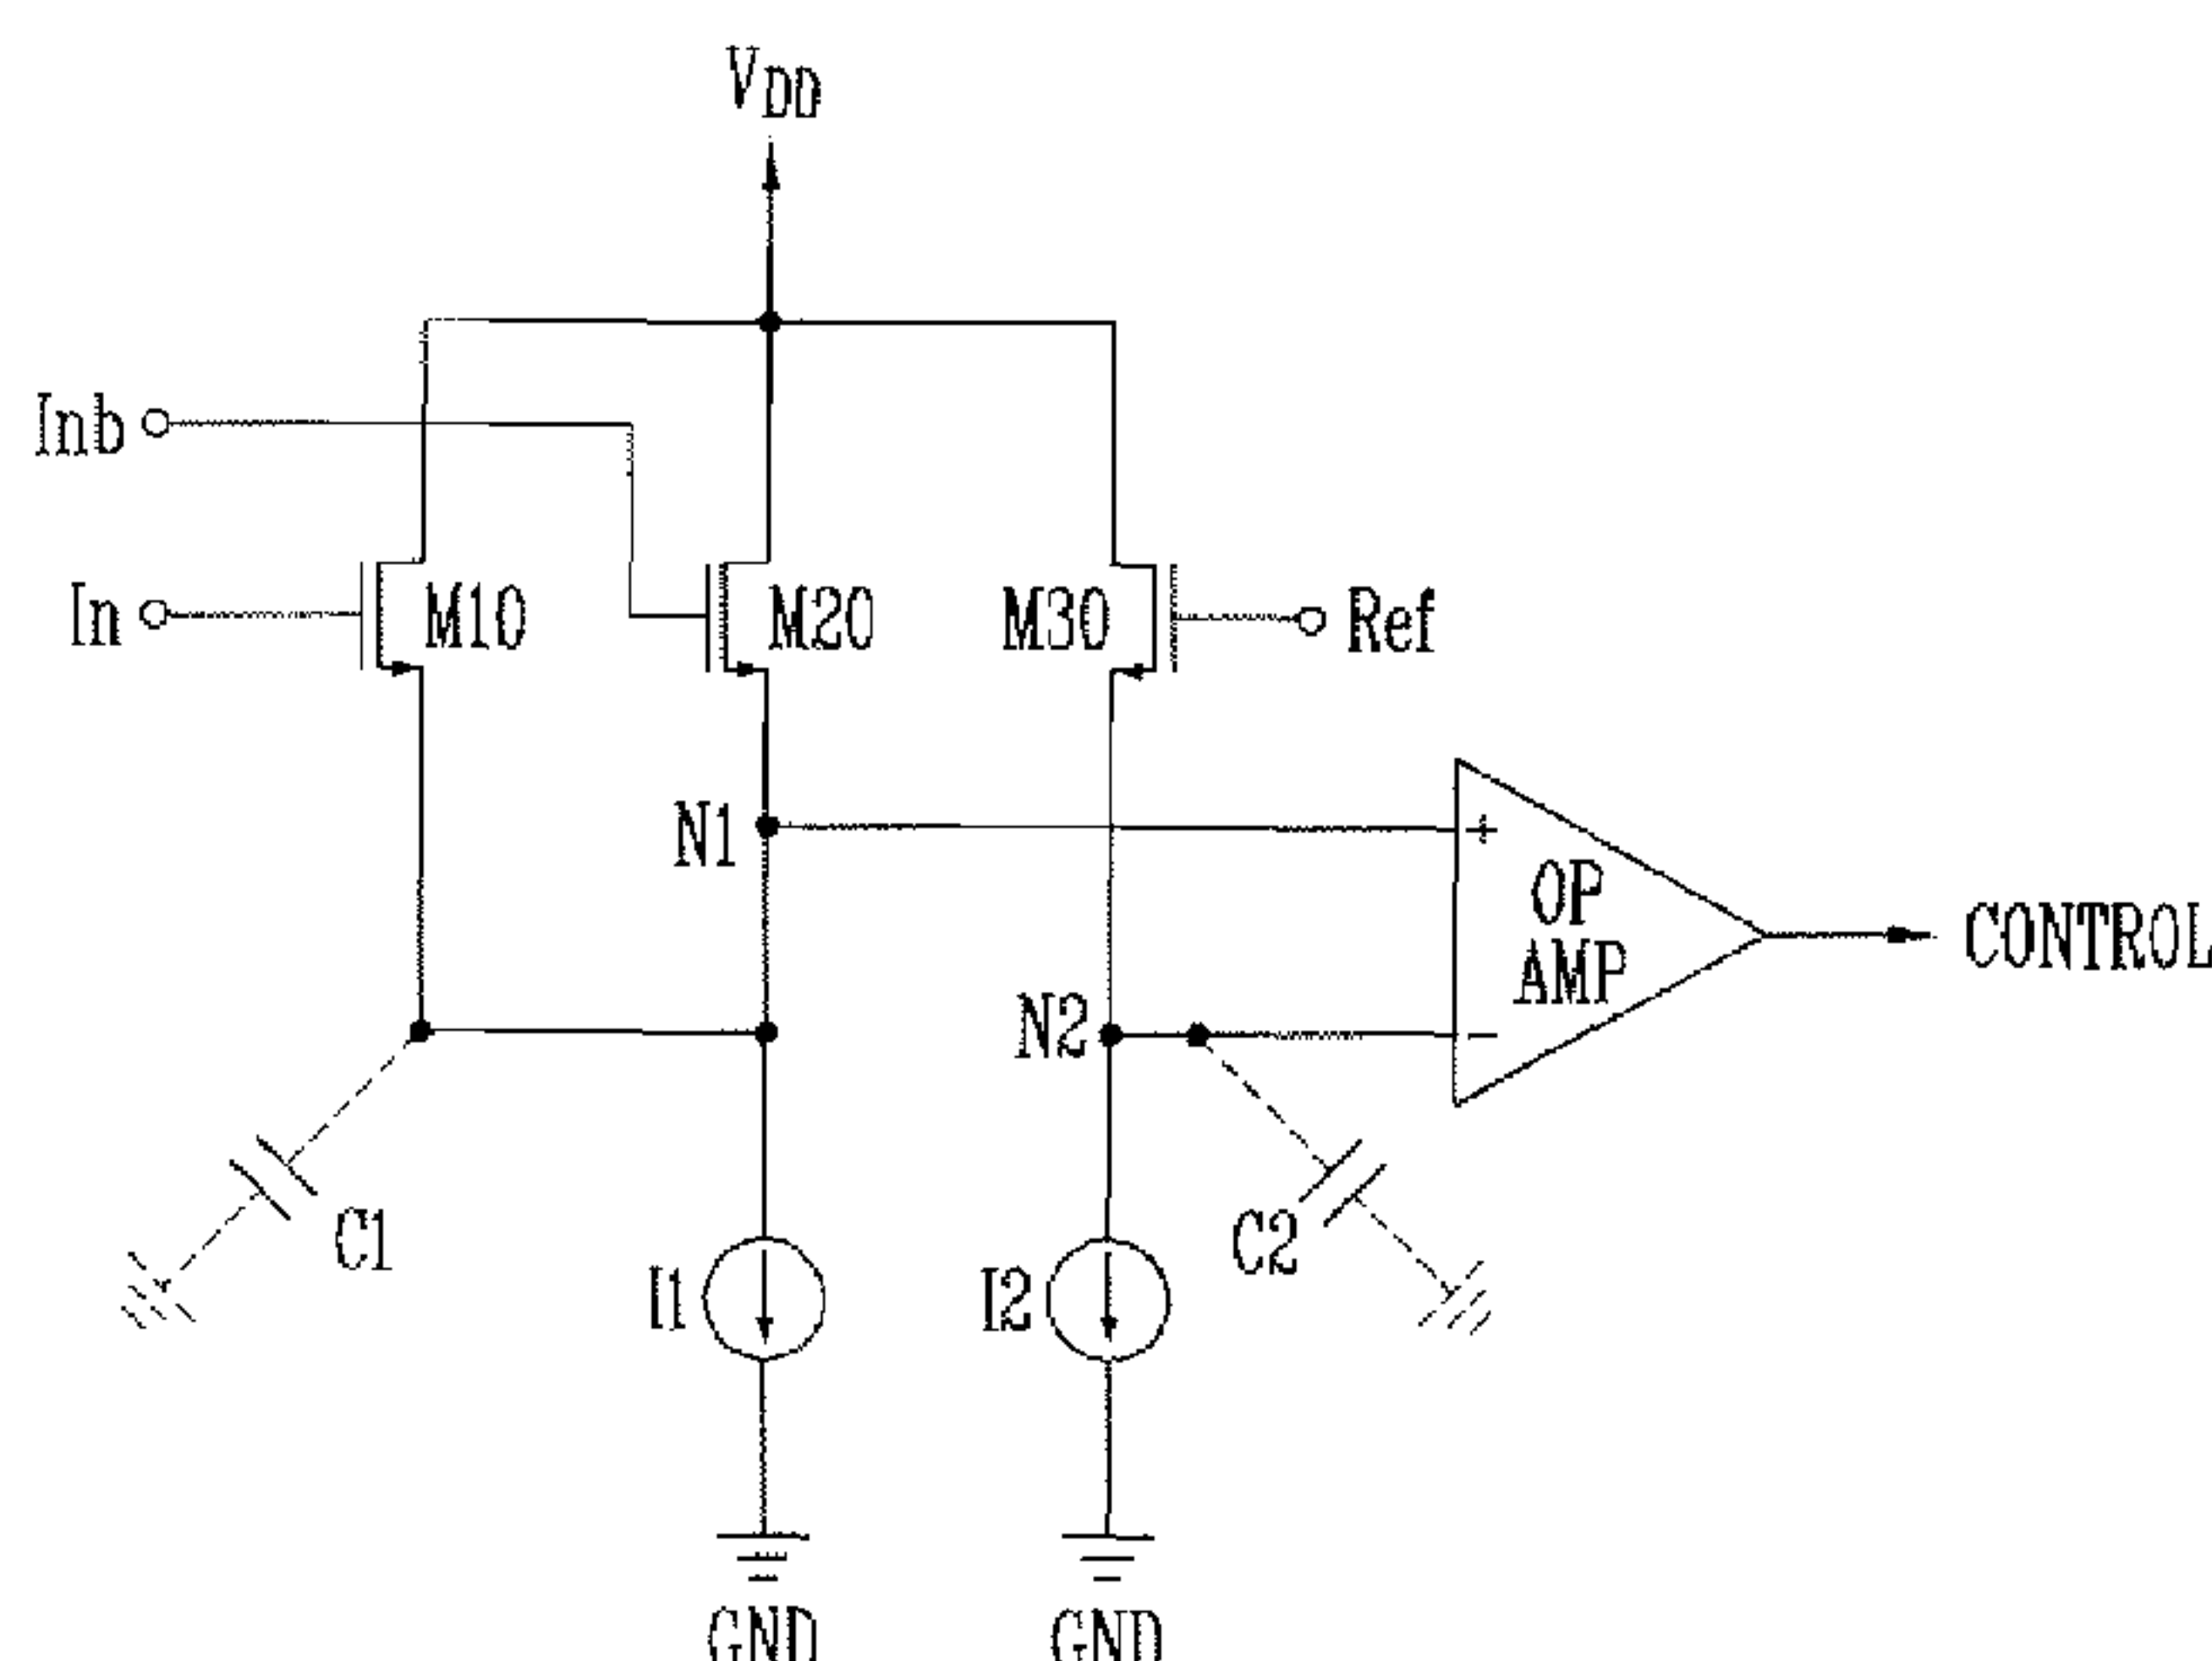 VDD
Inb
In
M10
M20
M30
Ref
N1
+
OP
AMP
CONTROL
N2
−
C1
C2
I1
I2
GND
GND